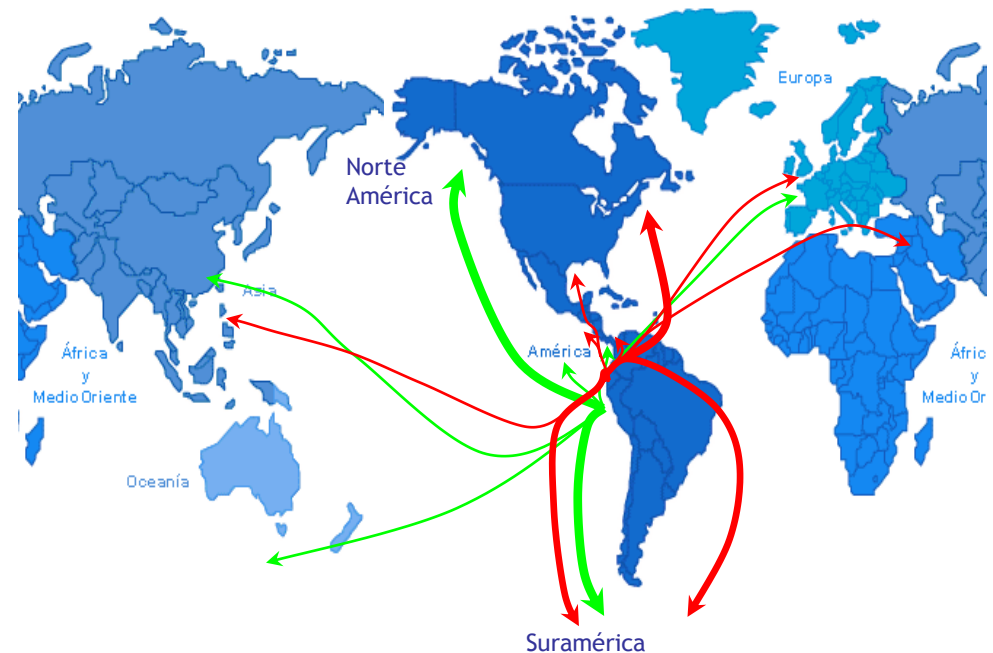 Europa
Norte
América
Asia
África
y
Medio Oriente
América
Áfric
y
Medio Or
Oceanía
Suramérica